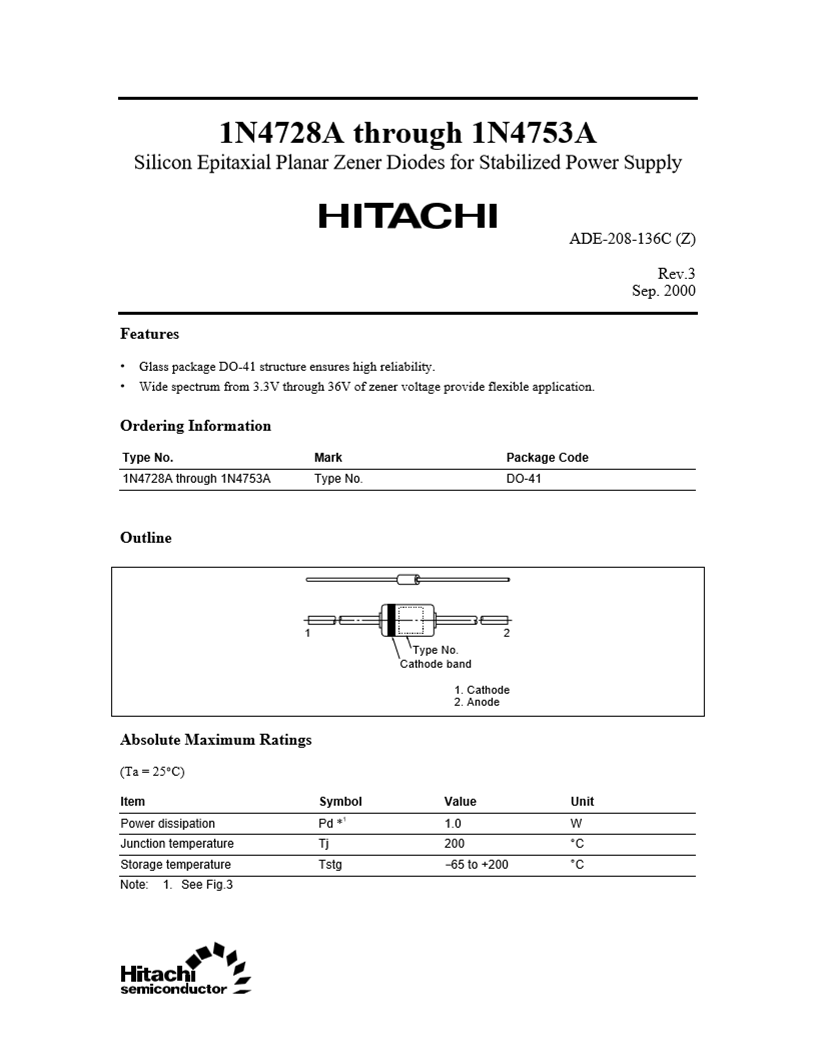 1N4728A through 1N4753A
Silicon Epitaxial Planar Zener Diodes for Stabilized Power Supply
HITACHI
ADE-208-136C (Z)
Rev.3
Sep. 2000
Features
• Glass package DO-41 structure ensures high reliability.
• Wide spectrum from 3.3V through 36V of zener voltage provide flexible application.
Ordering Information
Type No. Mark Package Code
1N4728A through 1N4753A Type No. DO-41
Outline
1 2
Type No.
Cathode band
1. Cathode
2. Anode
Absolute Maximum Ratings
(Ta = 25°C)
Item Symbol Value Unit
Power dissipation Pd *1 1.0 W
Junction temperature Tj 200 °C
Storage temperature Tstg –65 to +200 °C
Note: 1. See Fig.3
Hitachi
semiconductor